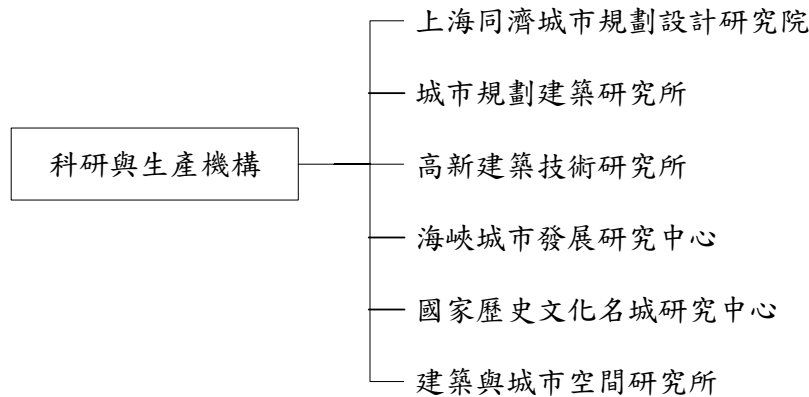 科研與生產機構
上海同濟城市規劃設計研究院
城市規劃建築研究所
高新建築技術研究所
海峽城市發展研究中心
國家歷史文化名城研究中心
建築與城市空間研究所